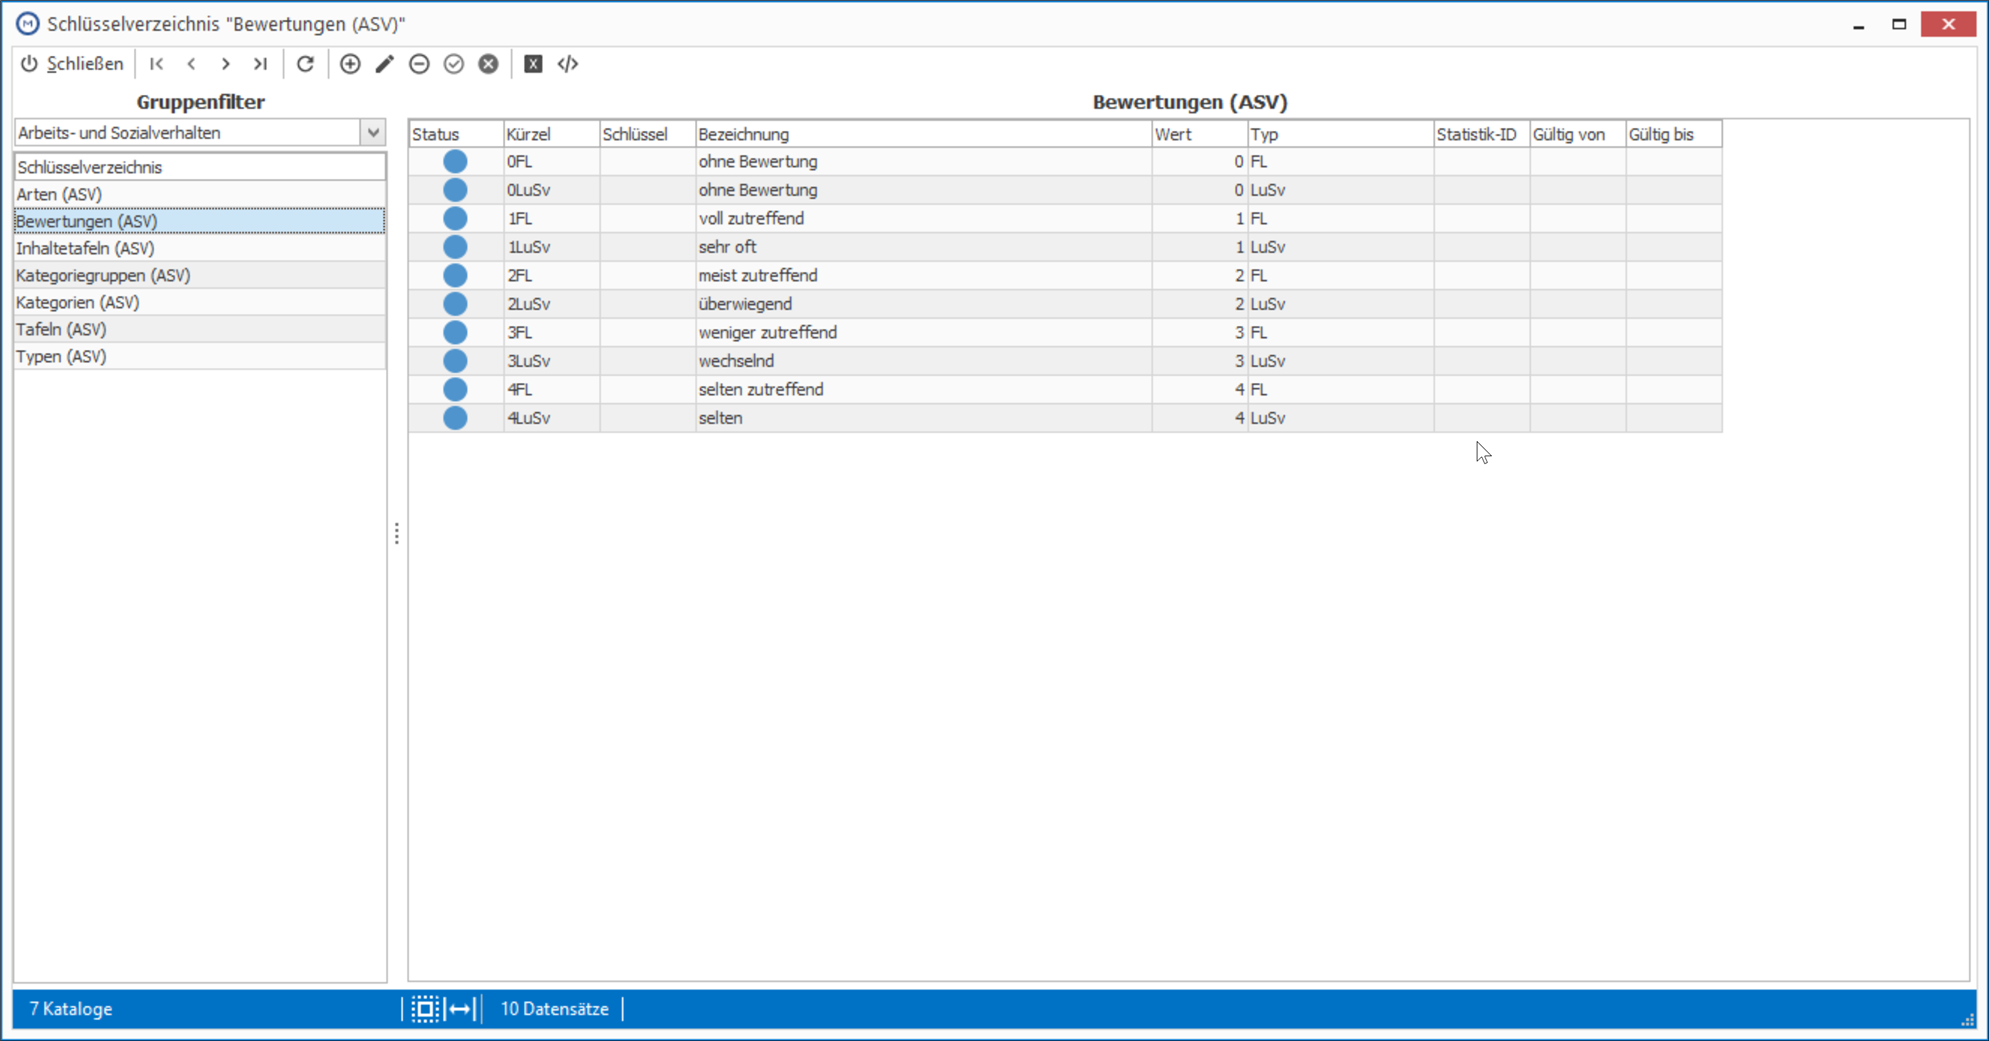 Schlüsselverzeichnis "Bewertungen (ASV)"
Schließen
Gruppenfilter
Arbeits- und Sozialverhalten
Schlüsselverzeichnis
Arten (ASV)
Bewertungen (ASV)
Inhaltetafeln (ASV)
Kategoriegruppen (ASV)
Kategorien (ASV)
Tafeln (ASV)
Typen (ASV)
Bewertungen (ASV)
Status Kürzel Schlüssel Bezeichnung Wert Typ Statistik-ID Gültig von Gültig bis
0FL ohne Bewertung 0 FL
0LuSv ohne Bewertung 0 LuSv
1FL voll zutreffend 1 FL
1LuSv sehr oft 1 LuSv
2FL meist zutreffend 2 FL
2LuSv überwiegend 2 LuSv
3FL weniger zutreffend 3 FL
3LuSv wechselnd 3 LuSv
4FL selten zutreffend 4 FL
4LuSv selten 4 LuSv
7 Kataloge 10 Datensätze